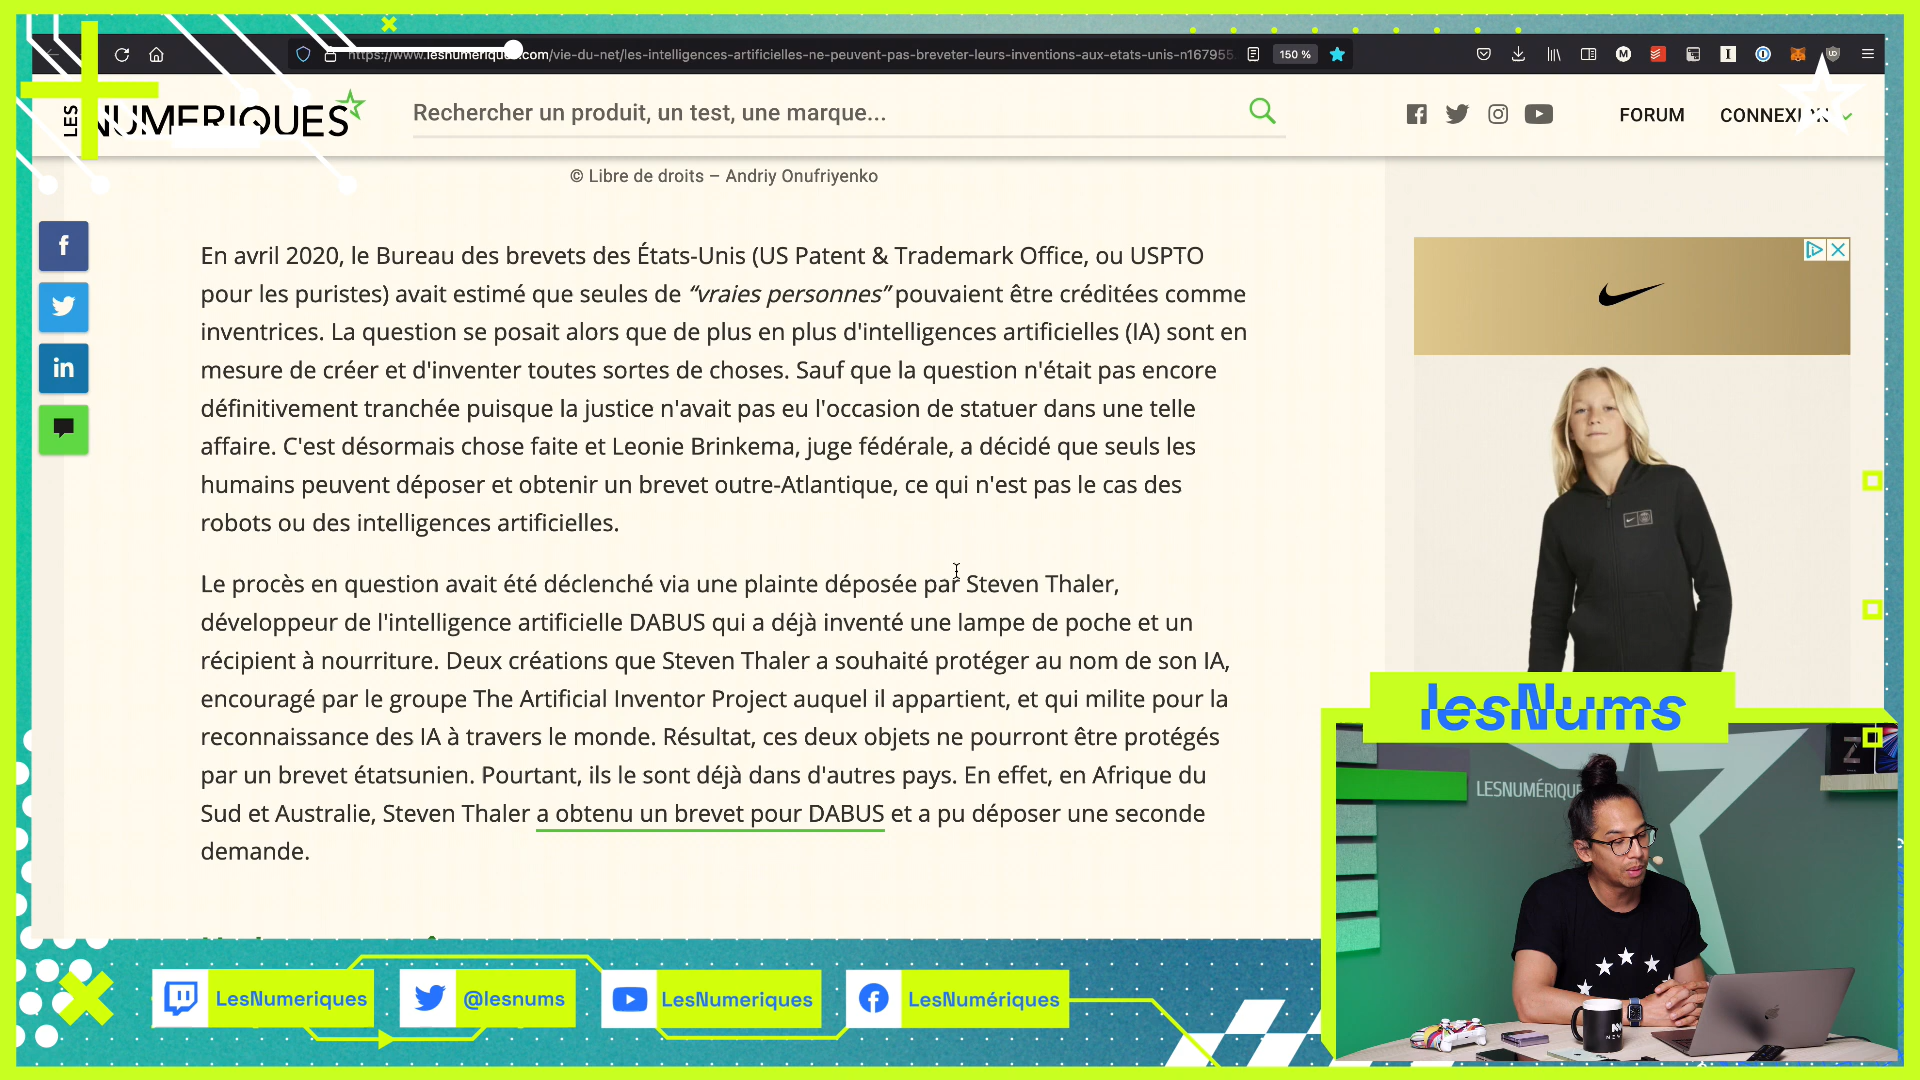 https://www.lesnumeriques.com/vie-du-net/les-intelligences-artificielles-ne-peuvent-pas-breveter-leurs-inventions-aux-etats-unis-n167955
150 %
LES NUMERIQUES
Rechercher un produit, un test, une marque...
FORUM
CONNEXION
© Libre de droits – Andriy Onufriyenko
En avril 2020, le Bureau des brevets des États-Unis (US Patent & Trademark Office, ou USPTO
pour les puristes) avait estimé que seules de “vraies personnes” pouvaient être créditées comme
inventrices. La question se posait alors que de plus en plus d'intelligences artificielles (IA) sont en
mesure de créer et d'inventer toutes sortes de choses. Sauf que la question n'était pas encore
définitivement tranchée puisque la justice n'avait pas eu l'occasion de statuer dans une telle
affaire. C'est désormais chose faite et Leonie Brinkema, juge fédérale, a décidé que seuls les
humains peuvent déposer et obtenir un brevet outre-Atlantique, ce qui n'est pas le cas des
robots ou des intelligences artificielles.
Le procès en question avait été déclenché via une plainte déposée par Steven Thaler,
développeur de l'intelligence artificielle DABUS qui a déjà inventé une lampe de poche et un
récipient à nourriture. Deux créations que Steven Thaler a souhaité protéger au nom de son IA,
encouragé par le groupe The Artificial Inventor Project auquel il appartient, et qui milite pour la
reconnaissance des IA à travers le monde. Résultat, ces deux objets ne pourront être protégés
par un brevet étatsunien. Pourtant, ils le sont déjà dans d'autres pays. En effet, en Afrique du
Sud et Australie, Steven Thaler a obtenu un brevet pour DABUS et a pu déposer une seconde
demande.
lesNums
LESNUMÉRIQUE
LesNumeriques
@lesnums
LesNumeriques
LesNumériques